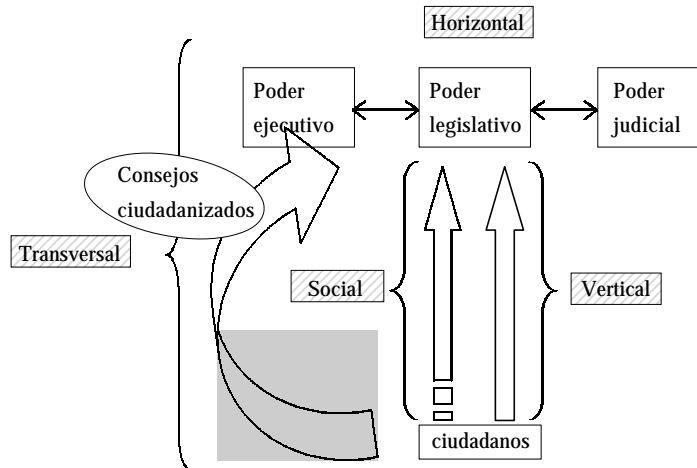 Horizontal
Poder
ejecutivo
Poder
legislativo
Poder
judicial
Consejos
ciudadanizados
Transversal
Social
Vertical
ciudadanos